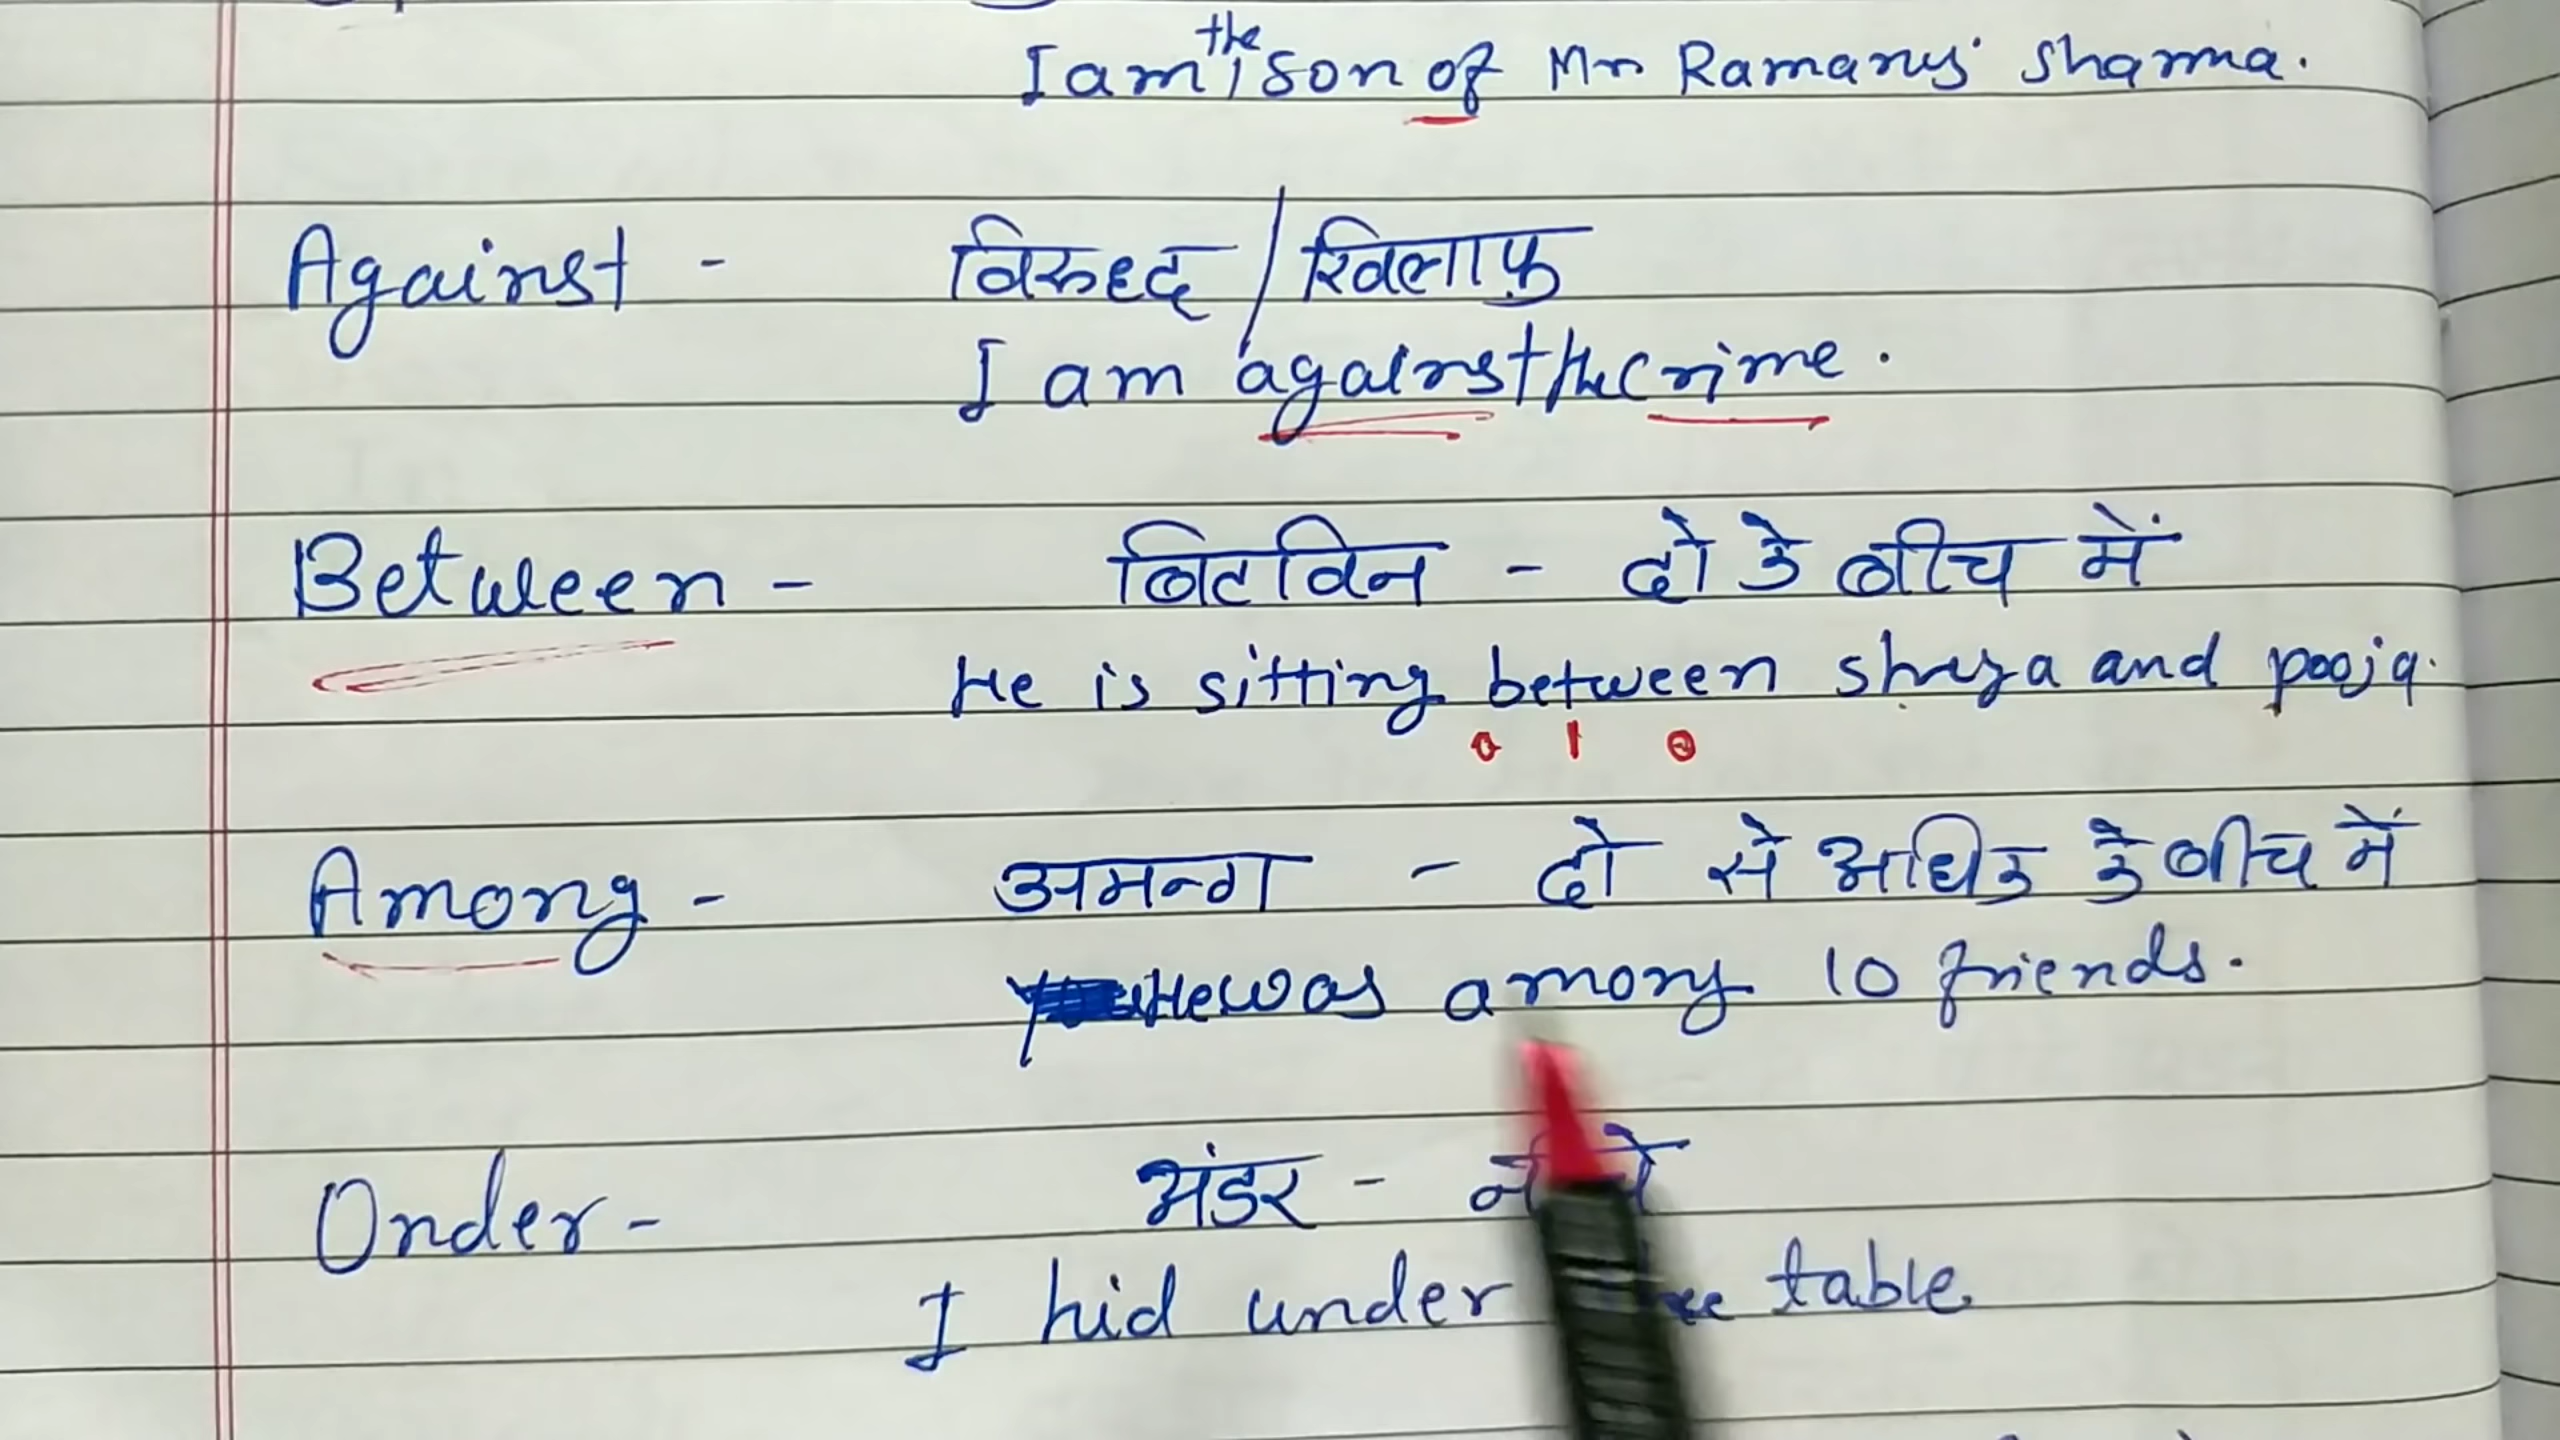 I am the son of Mr Ramanuj Sharma.
Against - विरुध्द / खिलाफ़
I am against the crime.
Between - बिटविन - दो के बीच में
He is sitting between shreya and pooja.
Among - अमन्ग - दो से अधिक के बीच में
He was among 10 friends.
Under - अंडर -
I hid under table